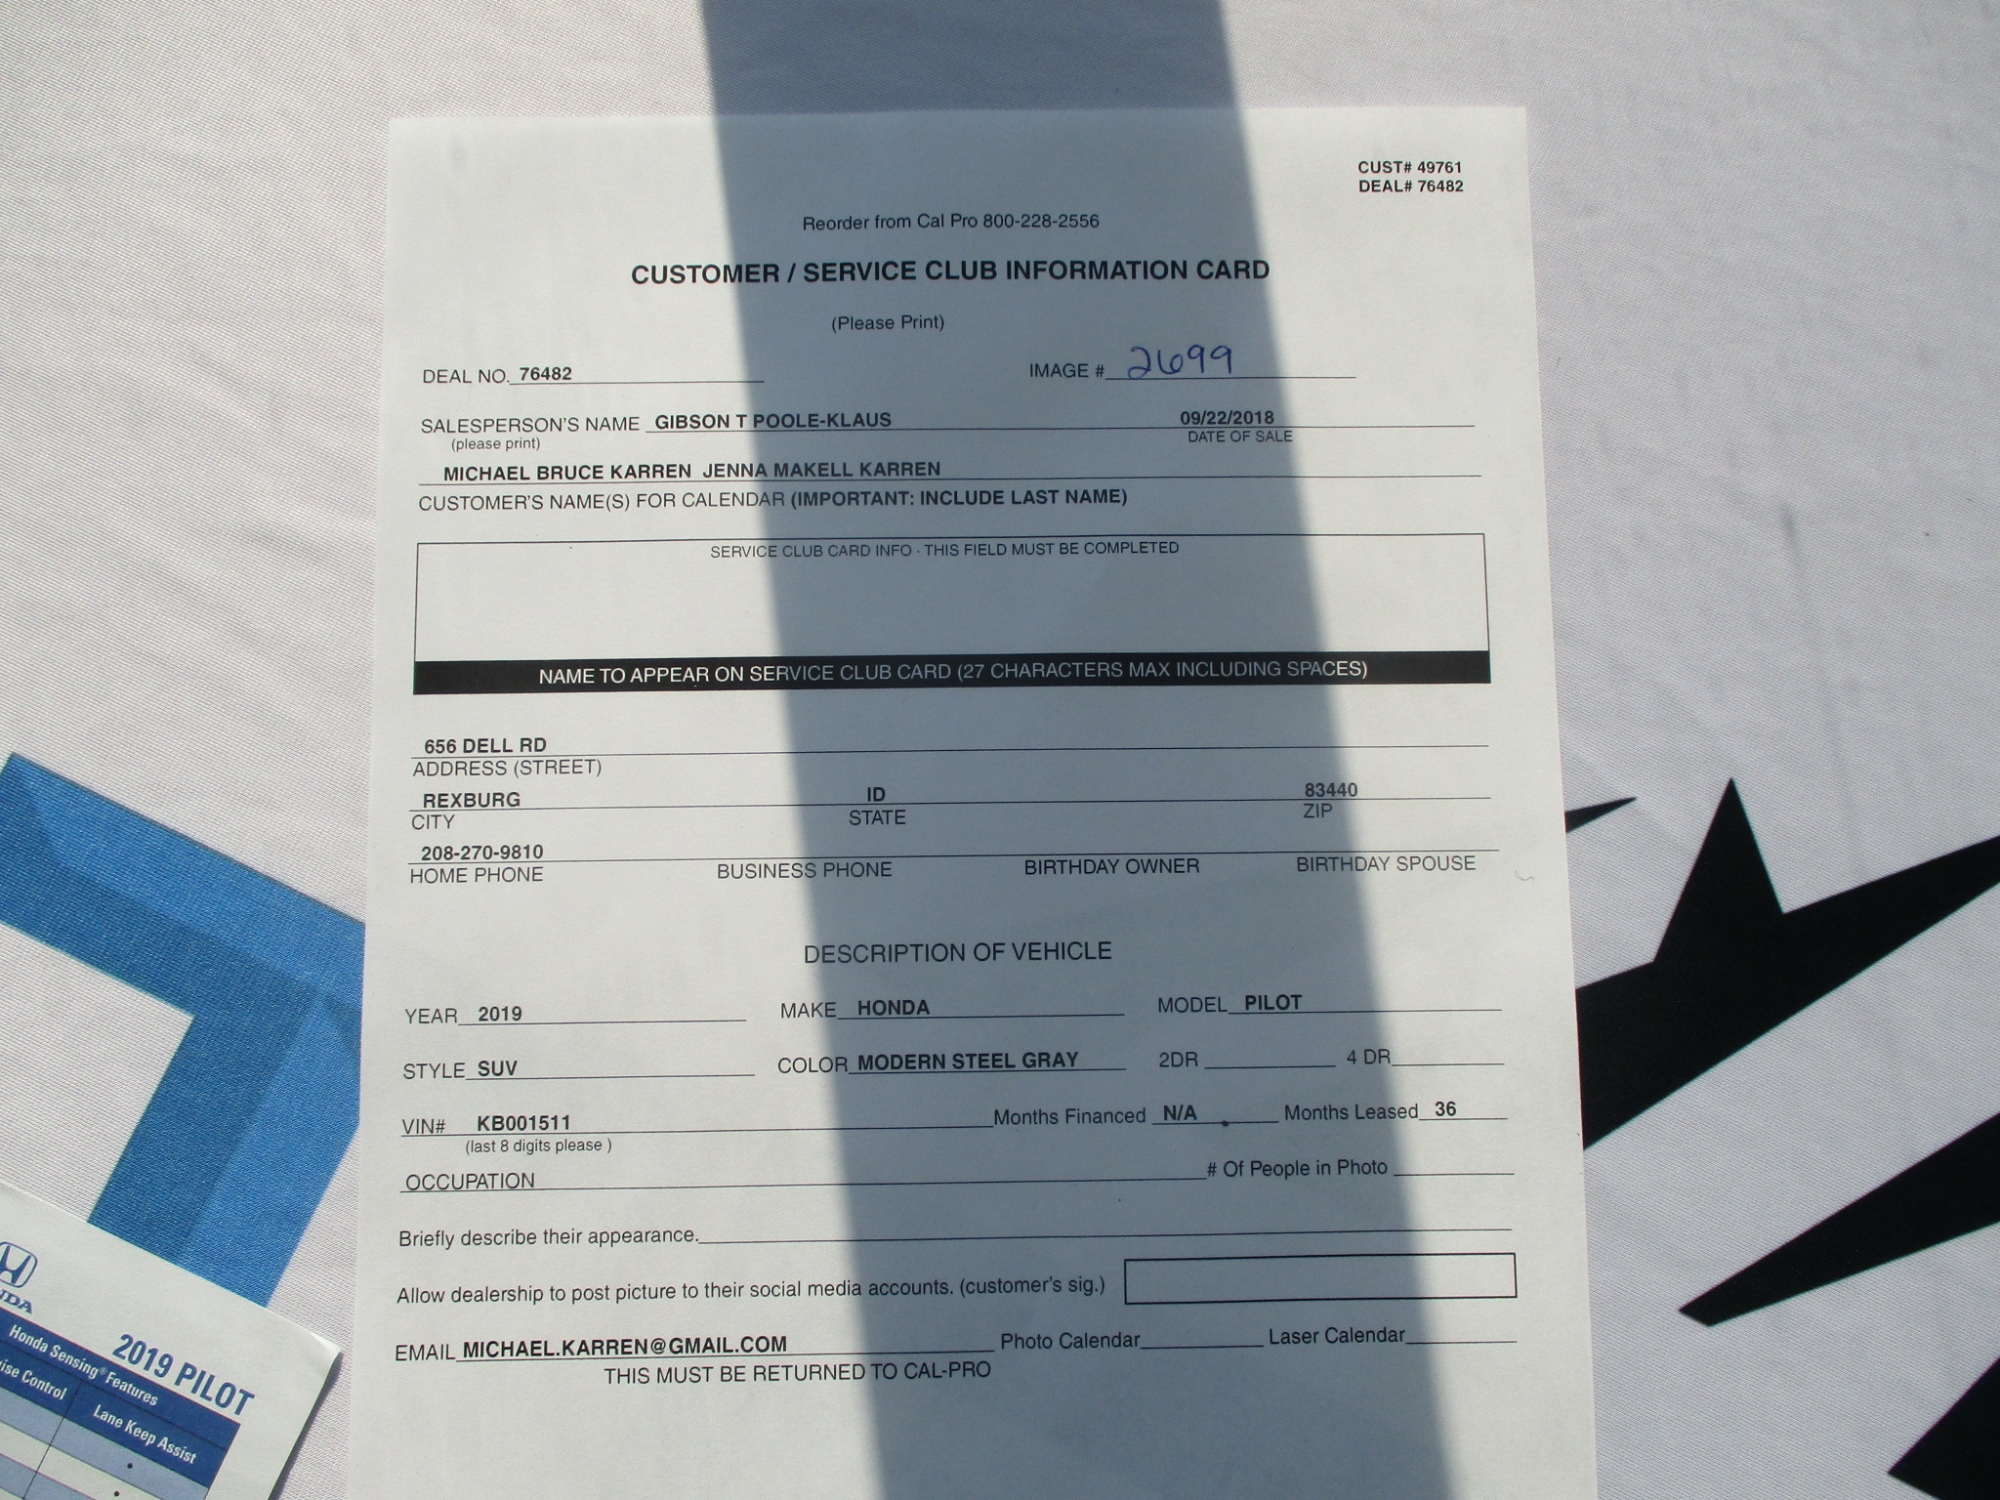 CUST# 49761
DEAL# 76482
Reorder from Cal Pro 800-228-2556
CUSTOMER / SERVICE CLUB INFORMATION CARD
(Please Print)
DEAL NO. 76482 IMAGE # 2699
SALESPERSON'S NAME GIBSON T POOLE-KLAUS 09/22/2018
(please print) DATE OF SALE
MICHAEL BRUCE KARREN JENNA MAKELL KARREN
CUSTOMER'S NAME(S) FOR CALENDAR (IMPORTANT: INCLUDE LAST NAME)
SERVICE CLUB CARD INFO · THIS FIELD MUST BE COMPLETED
NAME TO APPEAR ON SERVICE CLUB CARD (27 CHARACTERS MAX INCLUDING SPACES)
656 DELL RD
ADDRESS (STREET)
REXBURG ID 83440
CITY STATE ZIP
208-270-9810
HOME PHONE BUSINESS PHONE BIRTHDAY OWNER BIRTHDAY SPOUSE
DESCRIPTION OF VEHICLE
YEAR 2019 MAKE HONDA MODEL PILOT
STYLE SUV COLOR MODERN STEEL GRAY 2DR 4 DR
VIN# KB001511 Months Financed N/A Months Leased 36
(last 8 digits please )
OCCUPATION # Of People in Photo
Briefly describe their appearance.
Allow dealership to post picture to their social media accounts. (customer's sig.)
EMAIL MICHAEL.KARREN@GMAIL.COM Photo Calendar Laser Calendar
THIS MUST BE RETURNED TO CAL-PRO
2019 PILOT
Honda Sensing® Features
Control
Lane Keep Assist